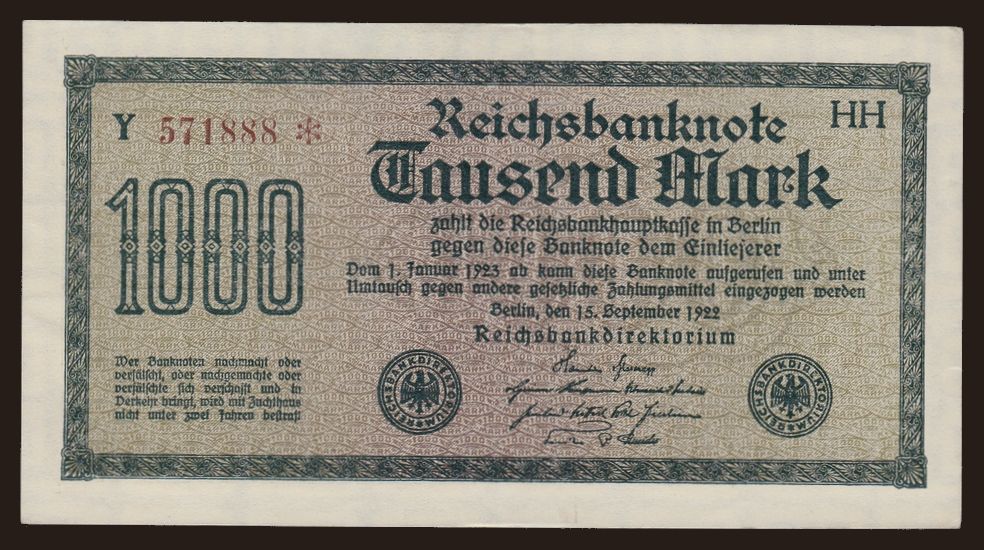 Y 571888 *
HH
1000
Reichsbanknote
Tausend Mark
zahlt die Reichsbankhauptkasse in Berlin
gegen diese Banknote dem Einlieferer
Vom 1. Januar 1923 ab kann diese Banknote aufgerufen und unter
Umtausch gegen andere gesetzliche Zahlungsmittel eingezogen werden
Berlin, den 15. September 1922
Reichsbankdirektorium
Wer Banknoten nachmacht oder
verfälscht, oder nachgemachte oder
verfälschte sich verschafft und in
Verkehr bringt, wird mit Zuchthaus
nicht unter zwei Jahren bestraft
REICHSBANKDIREKTORIUM
REICHSBANKDIREKTORIUM